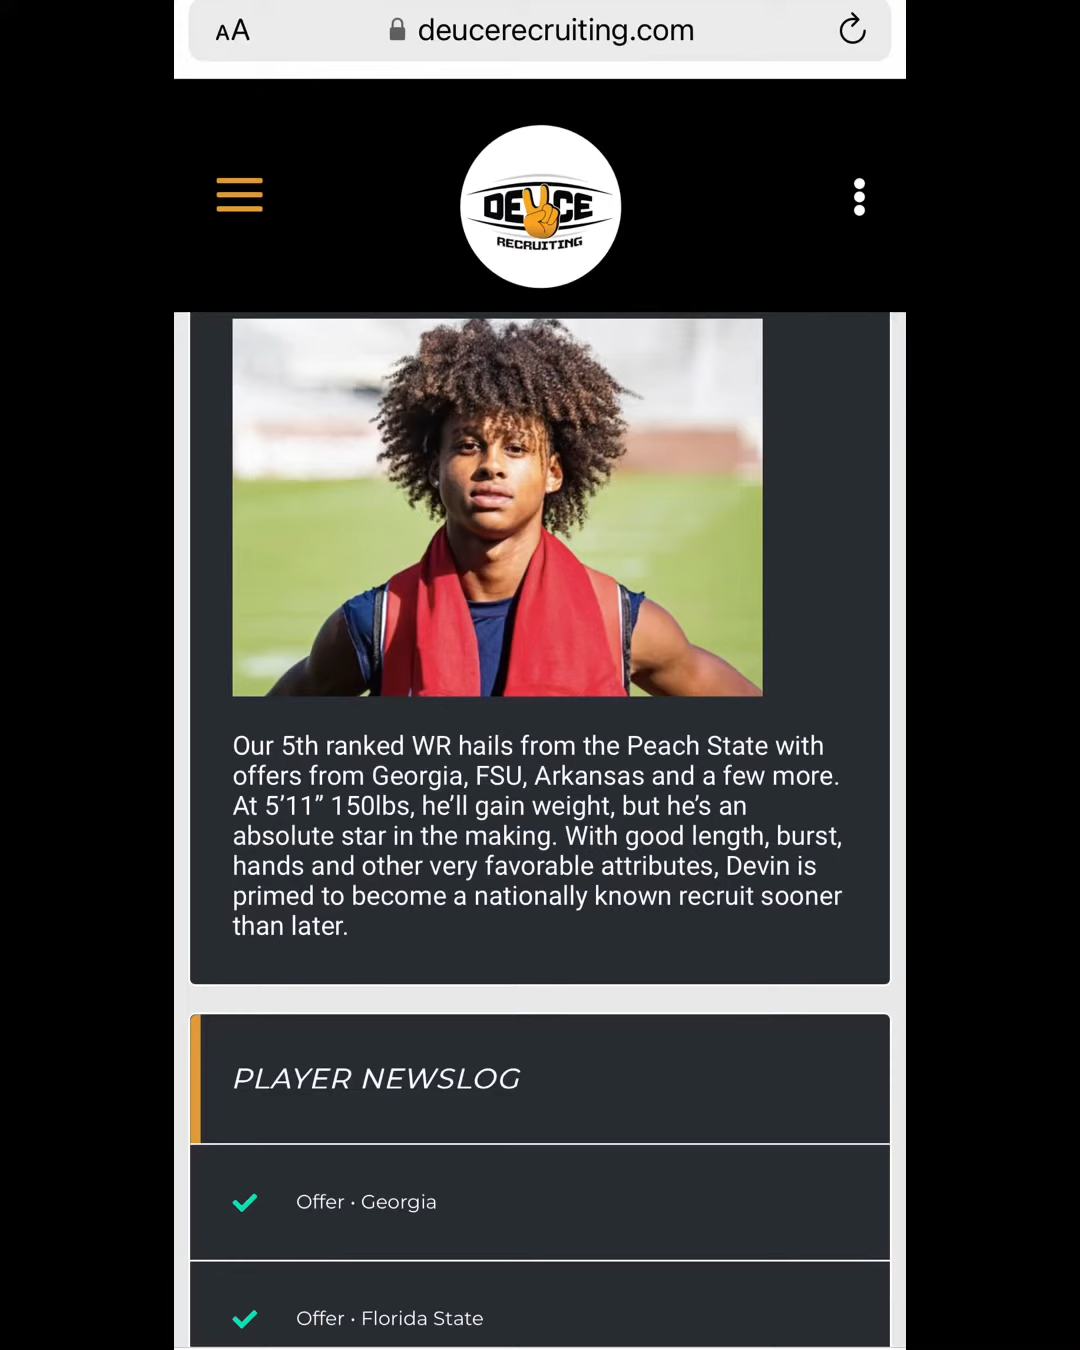 AA deucerecruiting.com
DEUCE
RECRUITING
Our 5th ranked WR hails from the Peach State with
offers from Georgia, FSU, Arkansas and a few more.
At 5’11” 150lbs, he’ll gain weight, but he’s an
absolute star in the making. With good length, burst,
hands and other very favorable attributes, Devin is
primed to become a nationally known recruit sooner
than later.
PLAYER NEWSLOG
Offer • Georgia
Offer • Florida State